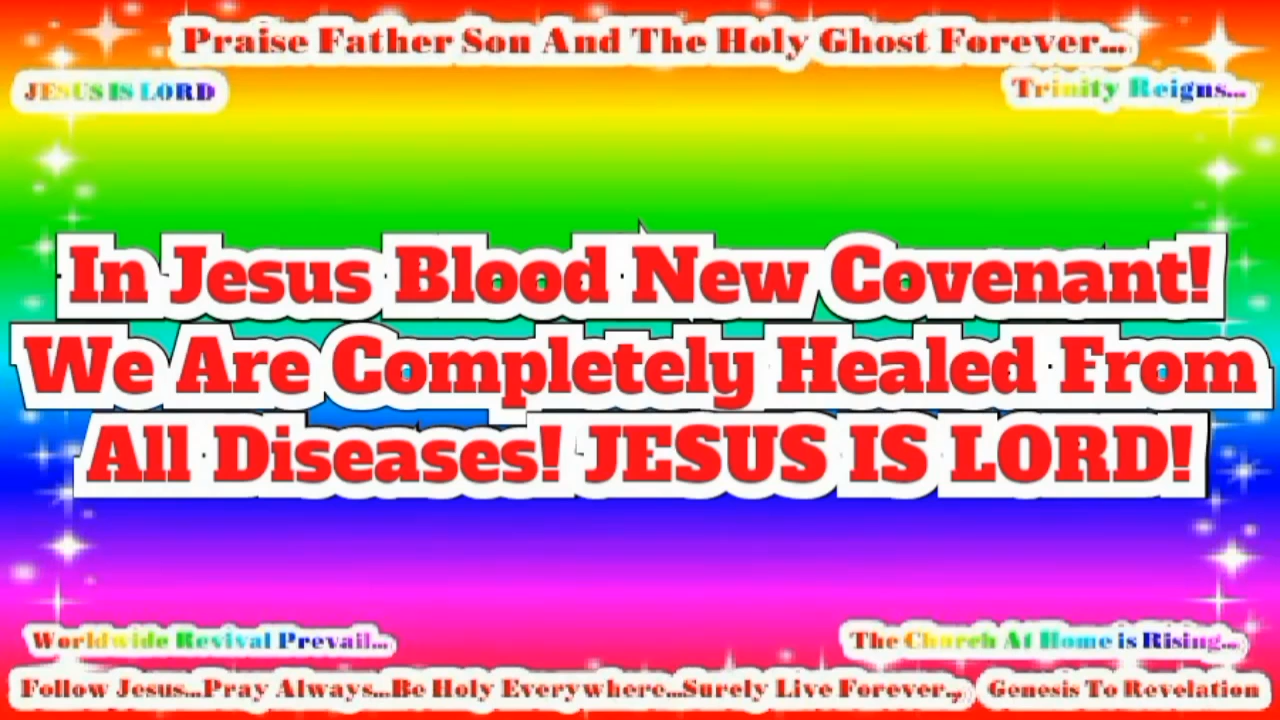 Praise Father Son And The Holy Ghost Forever...
JESUS IS LORD
Trinity Reigns...
In Jesus Blood New Covenant!
We Are Completely Healed From
All Diseases! JESUS IS LORD!
Worldwide Revival Prevail...
The Church At Home is Rising...
Follow Jesus...Pray Always...Be Holy Everywhere...Surely Live Forever...
Genesis To Revelation